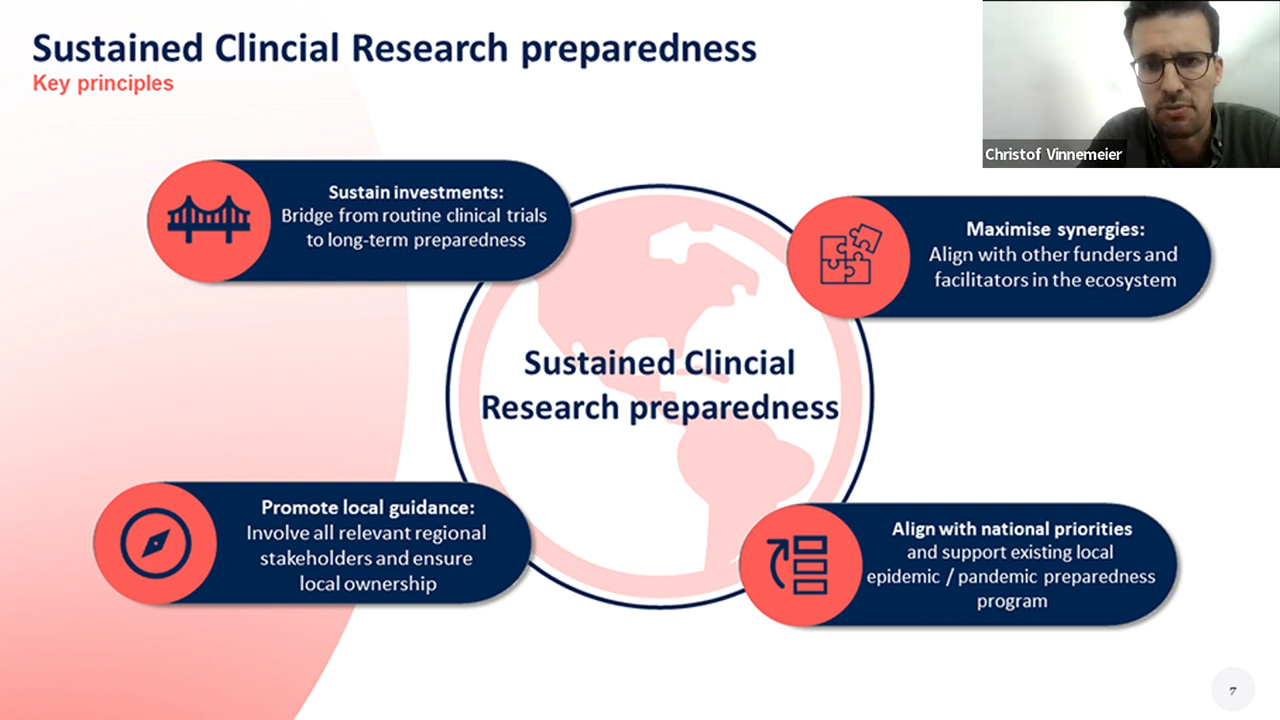 Sustained Clincial Research preparedness
Key principles
Christof Vinnemeier
Sustain investments:
Bridge from routine clinical trials
to long-term preparedness
Maximise synergies:
Align with other funders and
facilitators in the ecosystem
Sustained Clincial
Research preparedness
Promote local guidance:
Involve all relevant regional
stakeholders and ensure
local ownership
Align with national priorities
and support existing local
epidemic / pandemic preparedness
program
7